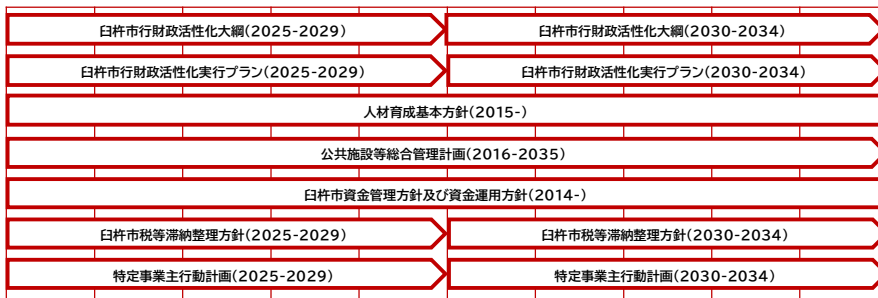 臼杵市行財政活性化大綱(2025-2029) 臼杵市行財政活性化大綱(2030-2034)
臼杵市行財政活性化実行プラン(2025-2029) 臼杵市行財政活性化実行プラン(2030-2034)
人材育成基本方針(2015-)
公共施設等総合管理計画(2016-2035)
臼杵市資金管理方針及び資金運用方針(2014-)
臼杵市税等滞納整理方針(2025-2029) 臼杵市税等滞納整理方針(2030-2034)
特定事業主行動計画(2025-2029) 特定事業主行動計画(2030-2034)